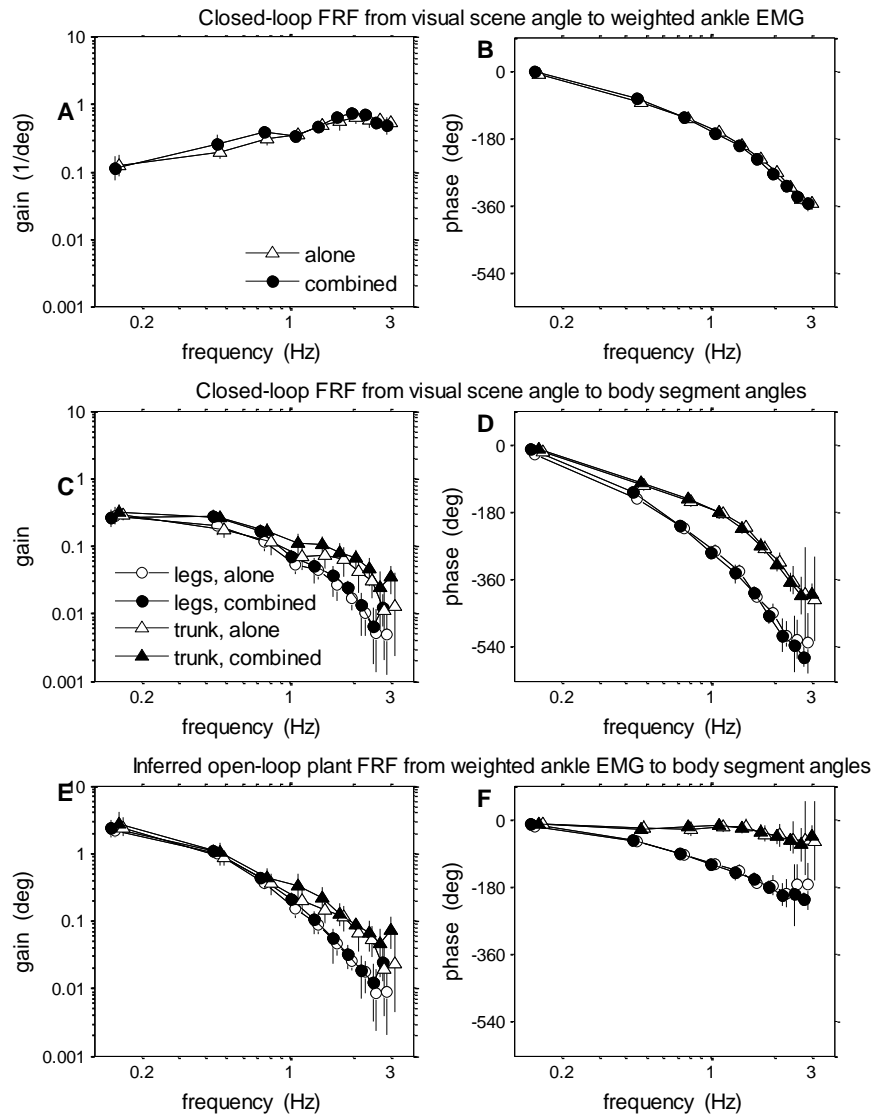 Closed-loop FRF from visual scene angle to weighted ankle EMG
A
gain (1/deg)
10
1
0.1
0.01
0.001
alone
combined
0.2
1
3
frequency (Hz)
B
phase (deg)
0
-180
-360
-540
0.2
1
3
frequency (Hz)
Closed-loop FRF from visual scene angle to body segment angles
C
gain
10
1
0.1
0.01
0.001
legs, alone
legs, combined
trunk, alone
trunk, combined
0.2
1
3
frequency (Hz)
D
phase (deg)
0
-180
-360
-540
0.2
1
3
frequency (Hz)
Inferred open-loop plant FRF from weighted ankle EMG to body segment angles
E
gain (deg)
10
1
0.1
0.01
0.001
0.2
1
3
frequency (Hz)
F
phase (deg)
0
-180
-360
-540
0.2
1
3
frequency (Hz)